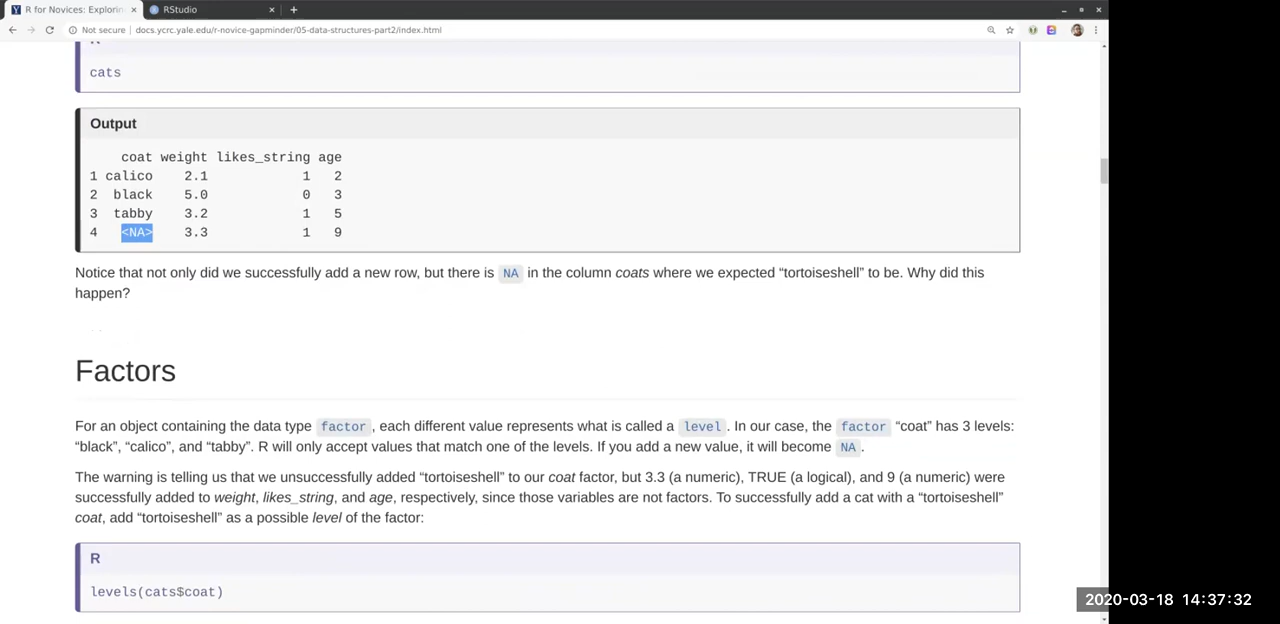 R for Novices: Explorin
RStudio
Not secure
docs.ycrc.yale.edu/r-novice-gapminder/05-data-structures-part2/index.html
cats
Output
coat weight likes_string age
1 calico 2.1 1 2
2 black 5.0 0 3
3 tabby 3.2 1 5
4 <NA> 3.3 1 9
Notice that not only did we successfully add a new row, but there is NA in the column coats where we expected “tortoiseshell” to be. Why did this
happen?
Factors
For an object containing the data type factor, each different value represents what is called a level. In our case, the factor “coat” has 3 levels:
“black”, “calico”, and “tabby”. R will only accept values that match one of the levels. If you add a new value, it will become NA.
The warning is telling us that we unsuccessfully added “tortoiseshell” to our coat factor, but 3.3 (a numeric), TRUE (a logical), and 9 (a numeric) were
successfully added to weight, likes_string, and age, respectively, since those variables are not factors. To successfully add a cat with a “tortoiseshell”
coat, add “tortoiseshell” as a possible level of the factor:
R
levels(cats$coat)
2020-03-18 14:37:32